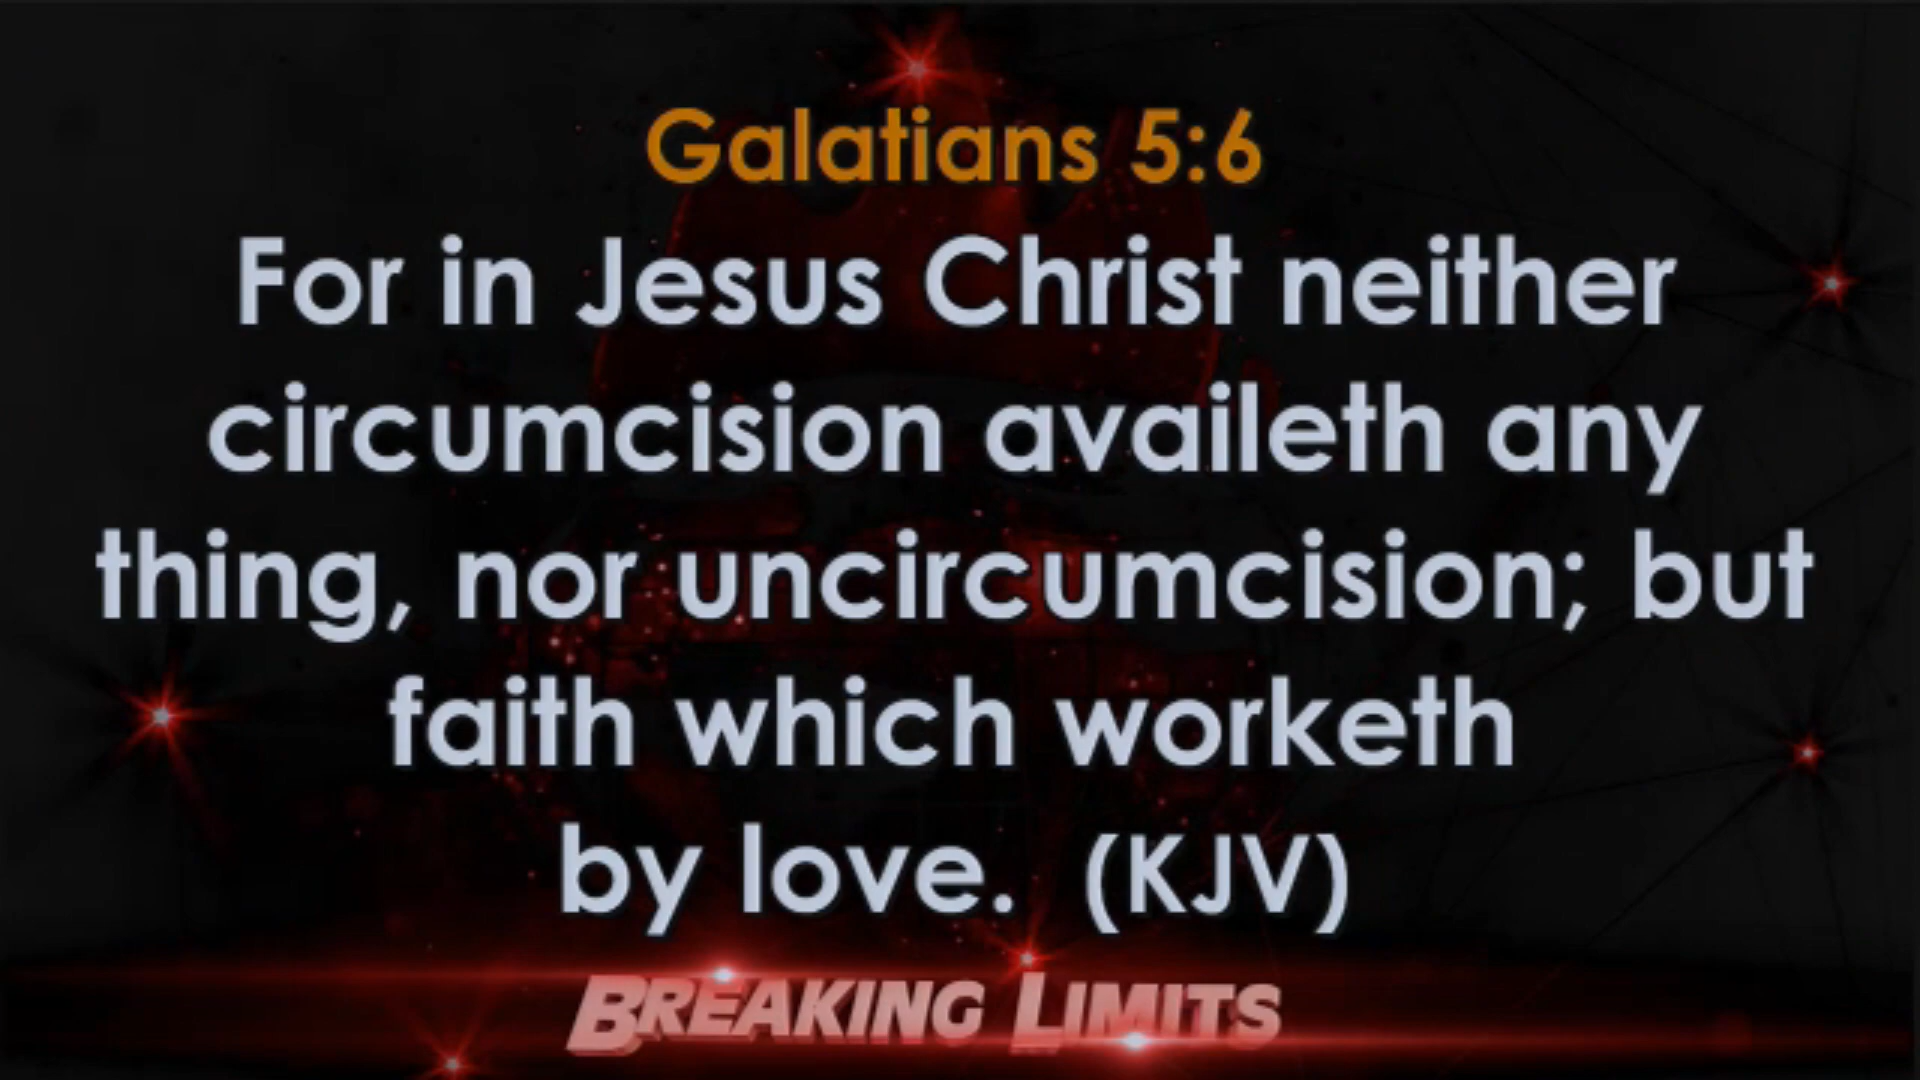 Galatians 5:6
For in Jesus Christ neither
circumcision availeth any
thing, nor uncircumcision; but
faith which worketh
by love.  (KJV)
BREAKING LIMITS